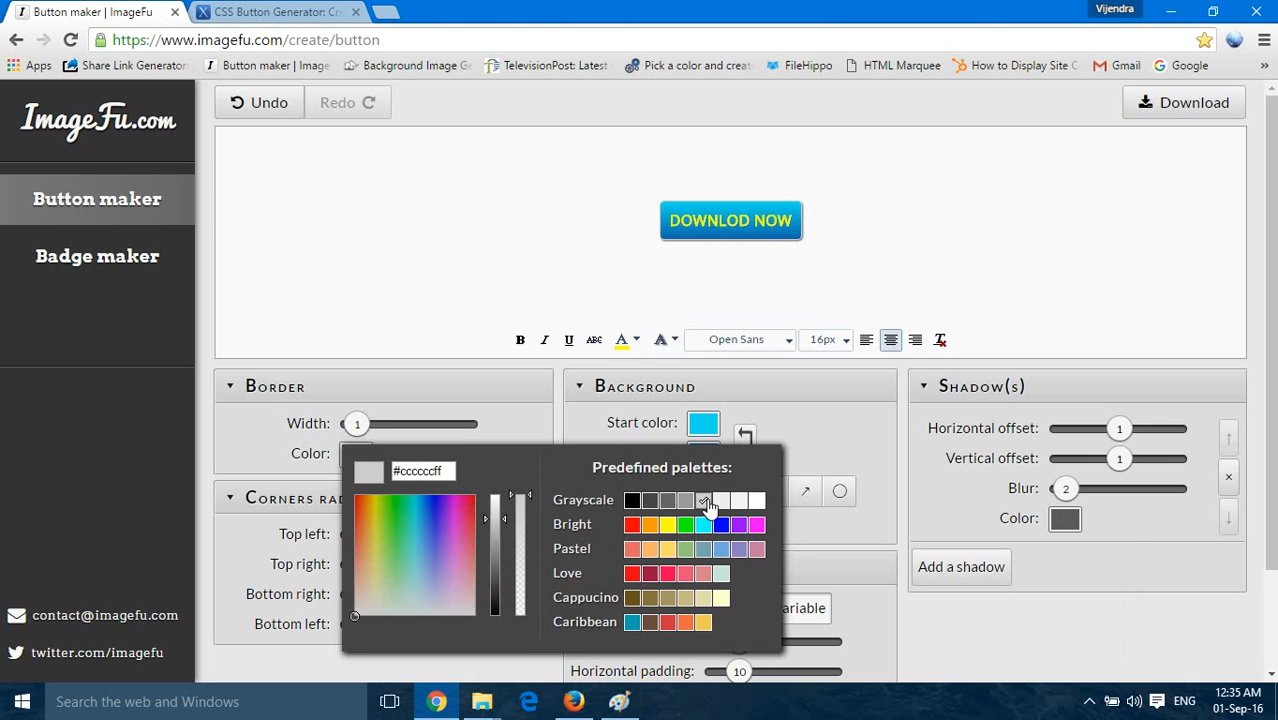 Button maker | ImageFu
CSS Button Generator: Cr
Vijendra
https://www.imagefu.com/create/button
Apps
Share Link Generator:
Button maker | Image
Background Image G
TelevisionPost: Latest
Pick a color and create
FileHippo
HTML Marquee
How to Display Site C
Gmail
Google
»
ImageFu.com
Undo
Redo
Download
Button maker
Badge maker
DOWNLOD NOW
B I U ABC A A Open Sans 16px T
Border
Width: 1
Color:
Corners rad
Top left:
Top right:
Bottom right:
Bottom left:
Background
Start color:
#ccccccff
Predefined palettes:
Grayscale
Bright
Pastel
Love
Cappucino
Caribbean
ariable
Horizontal padding: 10
Shadow(s)
Horizontal offset: 1
Vertical offset: 1
Blur: 2
Color:
Add a shadow
contact@imagefu.com
twitter.com/imagefu
Search the web and Windows
ENG
12:35 AM
01-Sep-16